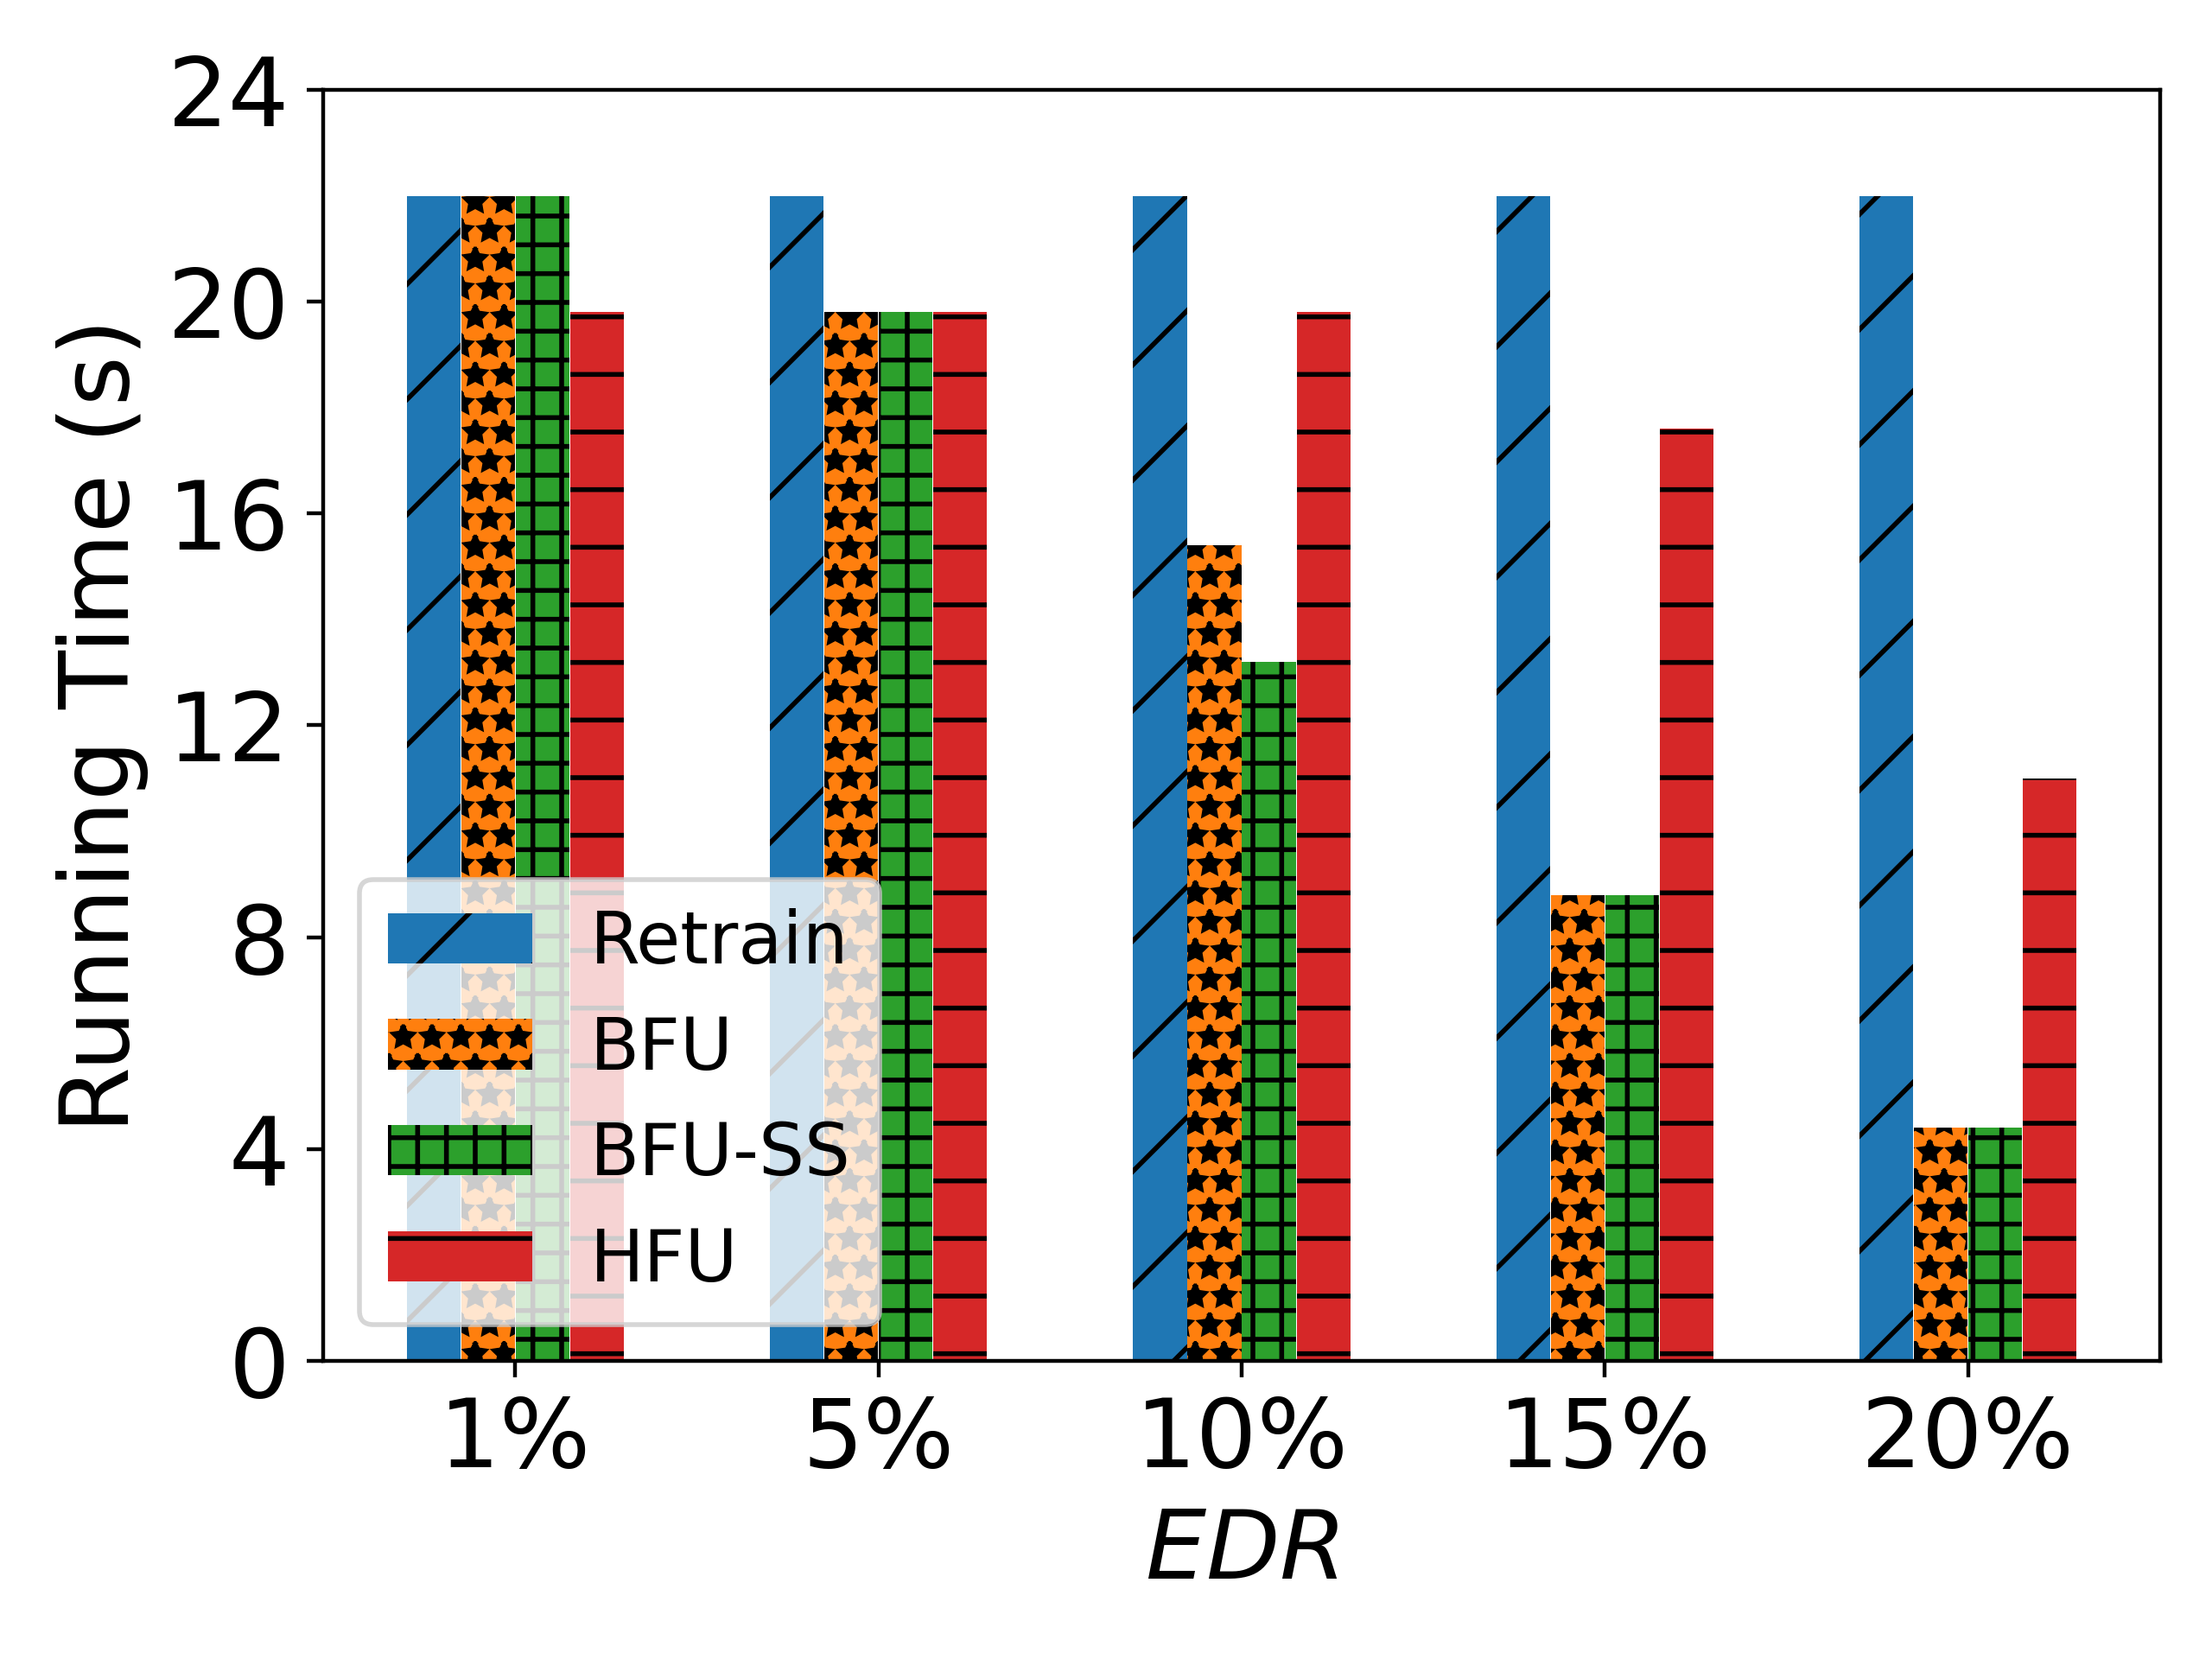 Running Time (s)
24
20
16
12
8
4
0
Retrain
BFU
BFU-SS
HFU
1% 5% 10% 15% 20%
EDR